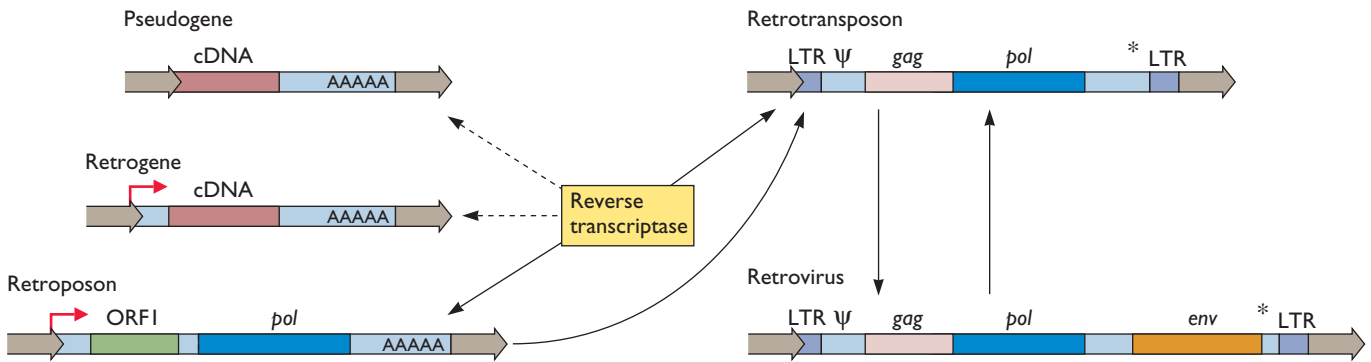 Pseudogene
cDNA
AAAAA
Retrogene
cDNA
AAAAA
Retroposon
ORF1 pol
AAAAA
Reverse
transcriptase
Retrotransposon
LTR Ψ gag pol * LTR
Retrovirus
LTR Ψ gag pol env * LTR